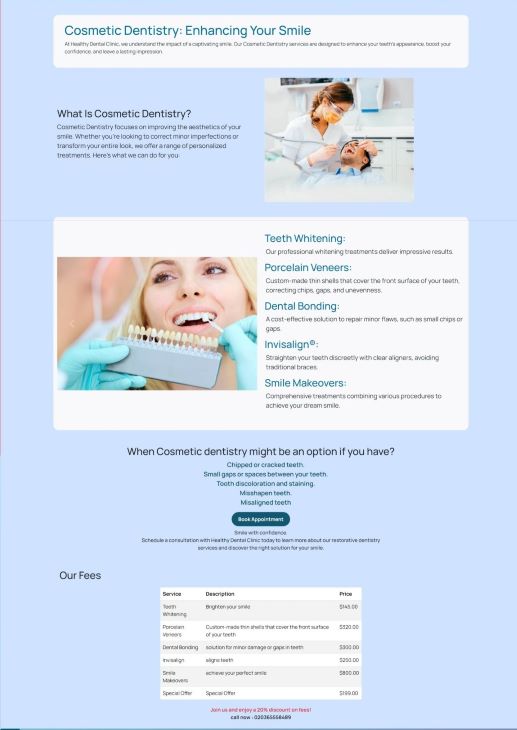 Cosmetic Dentistry: Enhancing Your Smile
At Healthy Dental Clinic, we understand the impact of a captivating smile. Our Cosmetic Dentistry services are designed to enhance your teeth's appearance, boost your
confidence, and leave a lasting impression.
What Is Cosmetic Dentistry?
Cosmetic Dentistry focuses on improving the aesthetics of your
smile. Whether you're looking to correct minor imperfections or
transform your entire look, we offer a range of personalized
treatments. Here's what we can do for you:
Teeth Whitening:
Our professional whitening treatments deliver impressive results.
Porcelain Veneers:
Custom-made thin shells that cover the front surface of your teeth,
correcting chips, gaps, and unevenness.
Dental Bonding:
A cost-effective solution to repair minor flaws, such as small chips or
gaps.
Invisalign®:
Straighten your teeth discreetly with clear aligners, avoiding
traditional braces.
Smile Makeovers:
Comprehensive treatments combining various procedures to
achieve your dream smile.
When Cosmetic dentistry might be an option if you have?
Chipped or cracked teeth.
Small gaps or spaces between your teeth.
Tooth discoloration and staining.
Misshapen teeth.
Misaligned teeth
Book Appointment
Smile with confidence.
Schedule a consultation with Healthy Dental Clinic today to learn more about our restorative dentistry
services and discover the right solution for your smile.
Our Fees
Service Description Price
Teeth Whitening Brighten your smile $145.00
Porcelain Veneers Custom-made thin shells that cover the front surface of your teeth $320.00
Dental Bonding solution for minor damage or gaps in teeth $300.00
Invisalign aligns teeth $250.00
Smile Makeovers achieve your perfect smile $800.00
Special Offer Special Offer $199.00
Join us and enjoy a 20% discount on fees!
call now : 020365558489